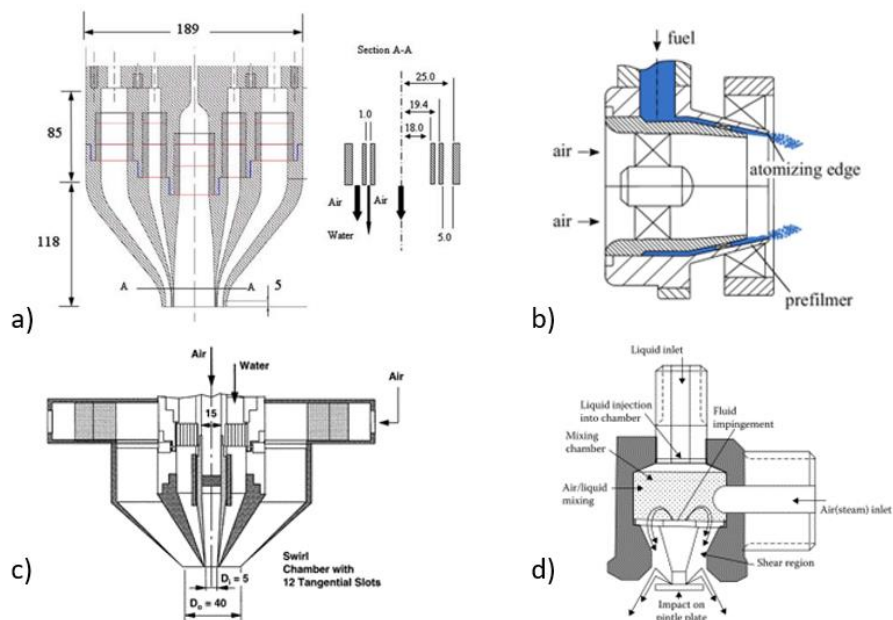 189
85
118
A
A
5
a)
Section A-A
25.0
19.4
18.0
1.0
Air
Air
Water
5.0
fuel
air
air
atomizing edge
prefilmer
b)
Air
Water
Air
15
Swirl
Chamber with
12 Tangential Slots
Di = 5
Do = 40
c)
Liquid inlet
Liquid injection
into chamber
Fluid
impingement
Mixing
chamber
Air/liquid
mixing
Air(steam) inlet
Shear region
Impact on
pintle plate
d)